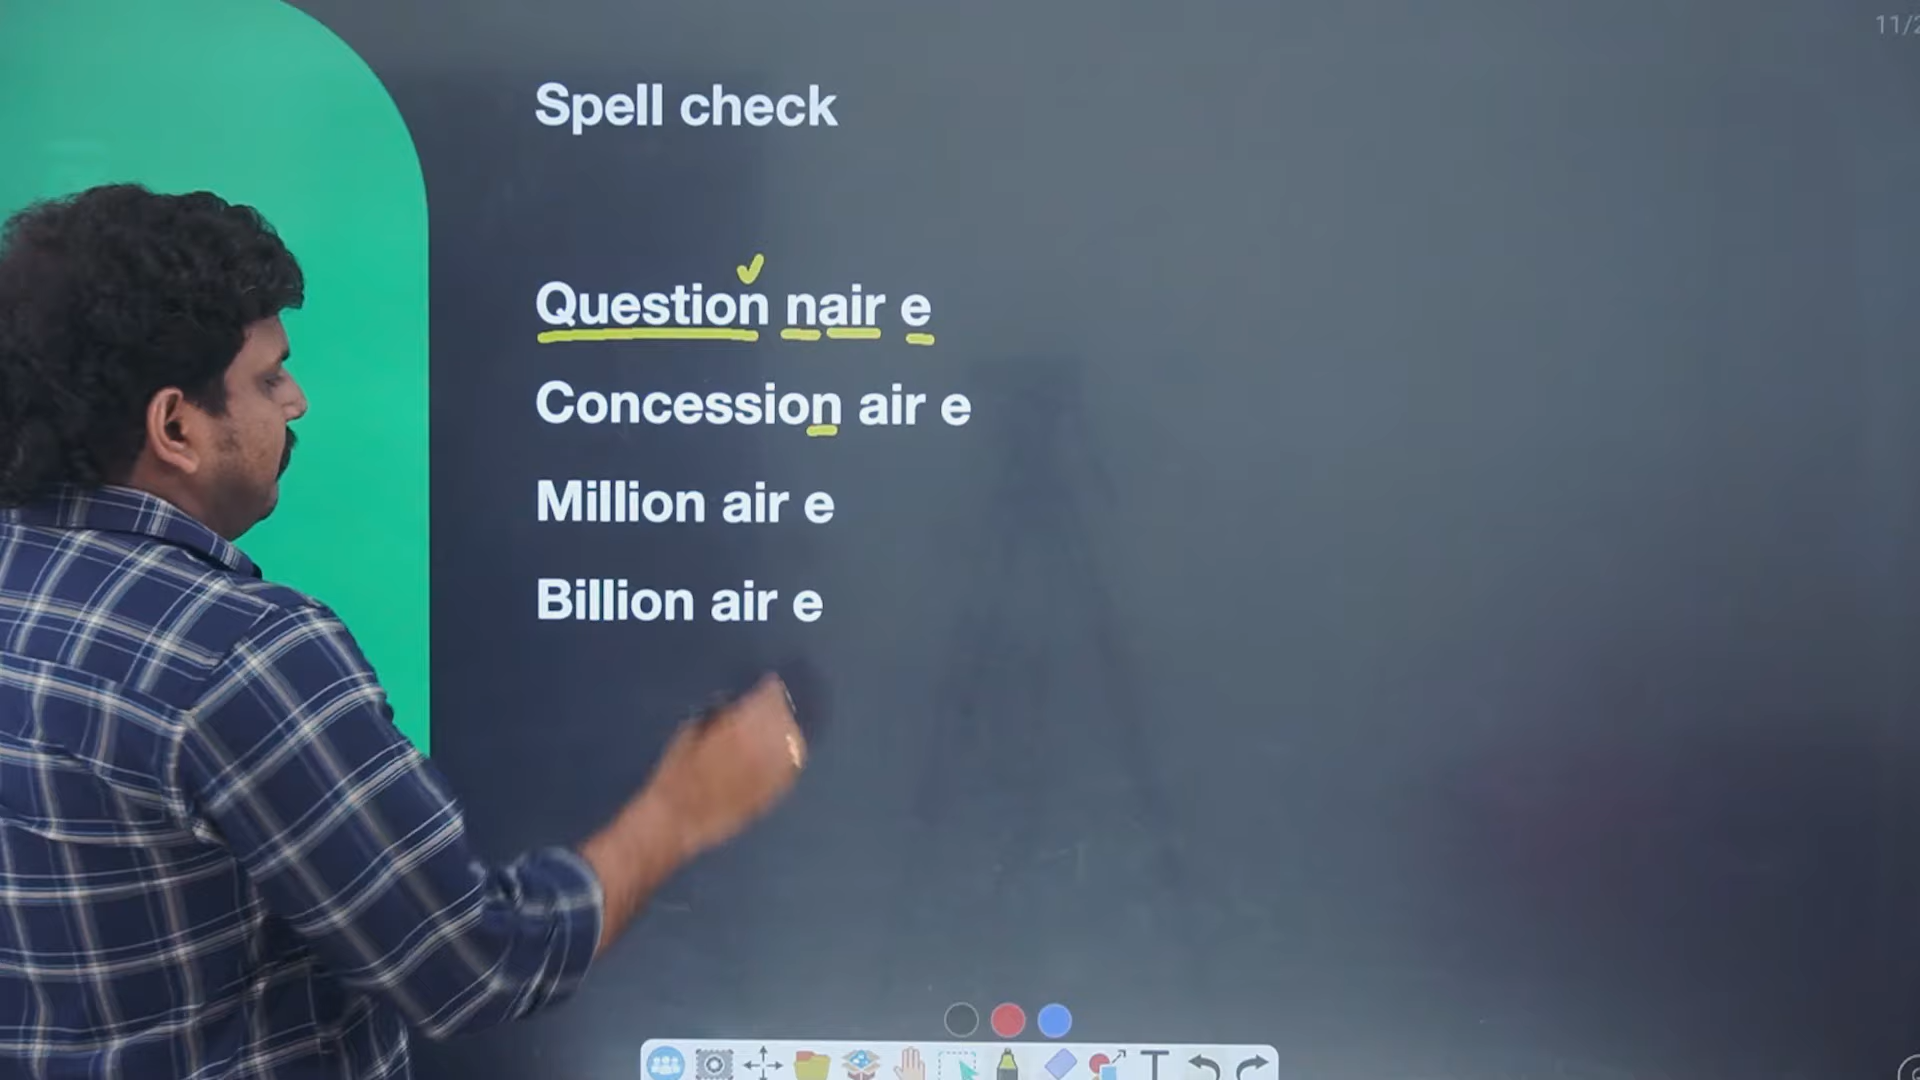 Spell check
Question nair e
Concession air e
Million air e
Billion air e